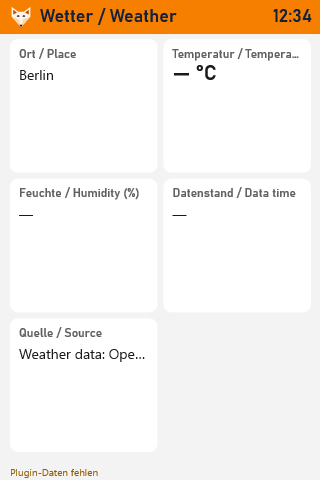 Wetter / Weather 12:34
Ort / Place
Berlin
Temperatur / Tempera...
— °C
Feuchte / Humidity (%)
—
Datenstand / Data time
—
Quelle / Source
Weather data: Ope...
Plugin-Daten fehlen